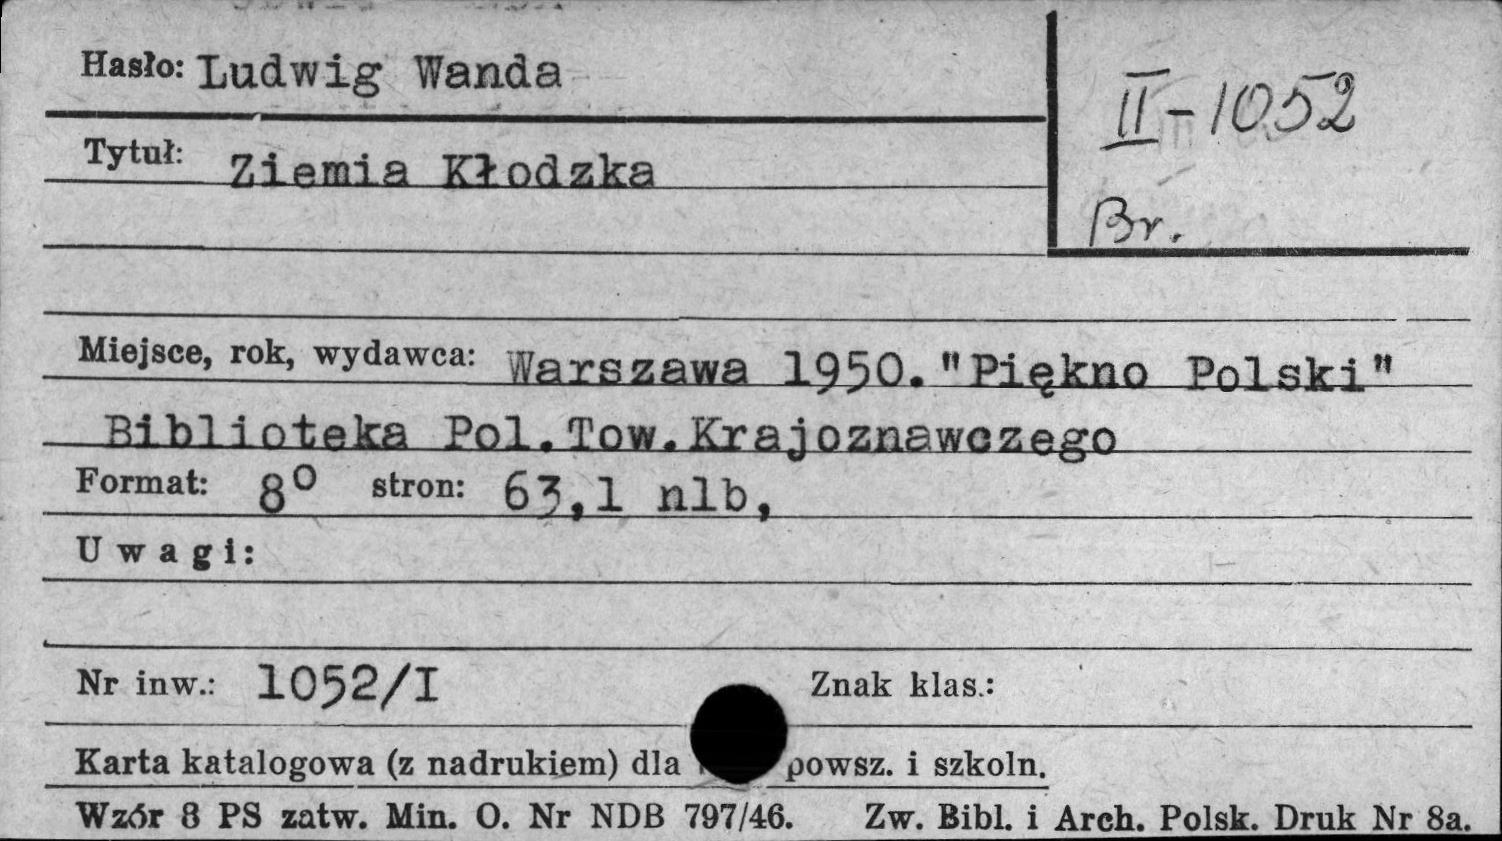 Hasło: Ludwig Wanda
II-1052
Tytuł: Ziemia Kłodzka
Br.
Miejsce, rok, wydawca: Warszawa 1950."Piękno Polski"
Biblioteka Pol.Tow.Krajoznawczego
Format: 8° stron: 63,1 nlb,
Uwagi:
Nr inw.: 1052/I Znak klas.:
Karta katalogowa (z nadrukiem) dla powsz. i szkoln.
Wzór 8 PS zatw. Min. O. Nr NDB 797/46. Zw. Bibl. i Arch. Polsk. Druk Nr 8a.